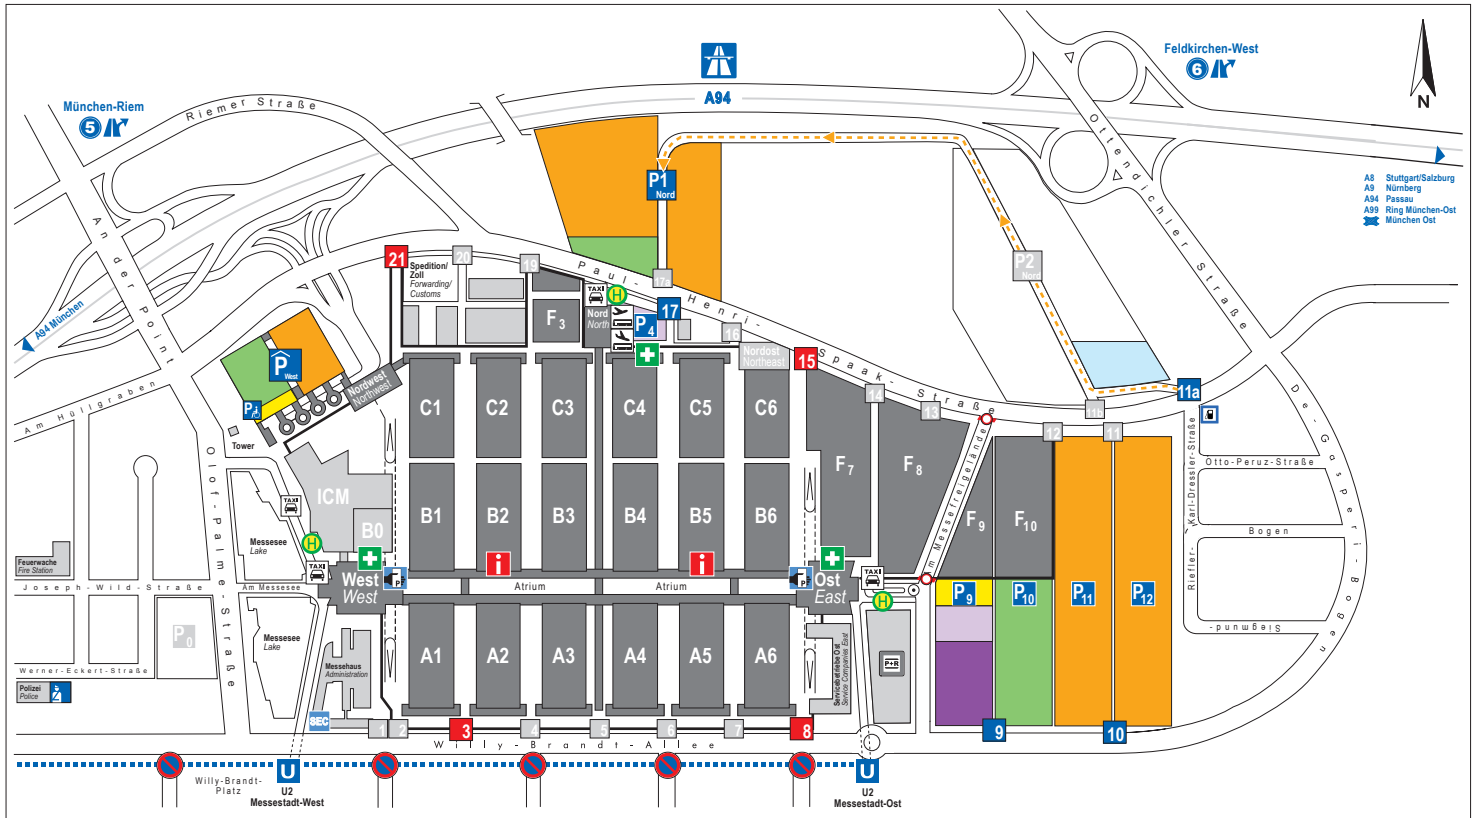 München-Riem
5
Riemer Straße
A94
Feldkirchen-West
6
N
A8 Stuttgart/Salzburg
A9 Nürnberg
A94 Passau
A99 Ring München-Ost
München Ost
Ottendichler Straße
An der Point
A94 München
Am Hüllgraben
P1
Nord
P2
Nord
21
20
19
17a
17
16
15
14
13
12
11
11b
11a
Spedition/
Zoll
Forwarding/
Customs
Paul-Henri-Spaak-Straße
TAXI
H
Nord
North
P4
F3
Nordost
Northeast
Nordwest
Northwest
P
West
P
Tower
Olof-Palme-Straße
C1
C2
C3
C4
C5
C6
F7
F8
F9
F10
Am Messefreigelände
Karl-Dressler-Straße
Otto-Peruz-Straße
De-Gasperi-Bogen
Bogen
Riefler-
Siegmund-
ICM
B0
B1
B2
B3
B4
B5
B6
TAXI
H
Messesee
Lake
Feuerwache
Fire Station
Joseph-Wild-Straße
Am Messesee
TAXI
West
West
P
i
i
Atrium
Atrium
P
Ost
East
TAXI
H
P9
P10
P11
P12
P0
Messesee
Lake
Werner-Eckert-Straße
Polizei
Police
Messehaus
Administration
SEC
A1
A2
A3
A4
A5
A6
Servicebetriebe Ost
Service Companies East
P+R
1
2
3
4
5
6
7
8
9
10
Willy-Brandt-Allee
Willy-Brandt-
Platz
U
U2
Messestadt-West
U
U2
Messestadt-Ost